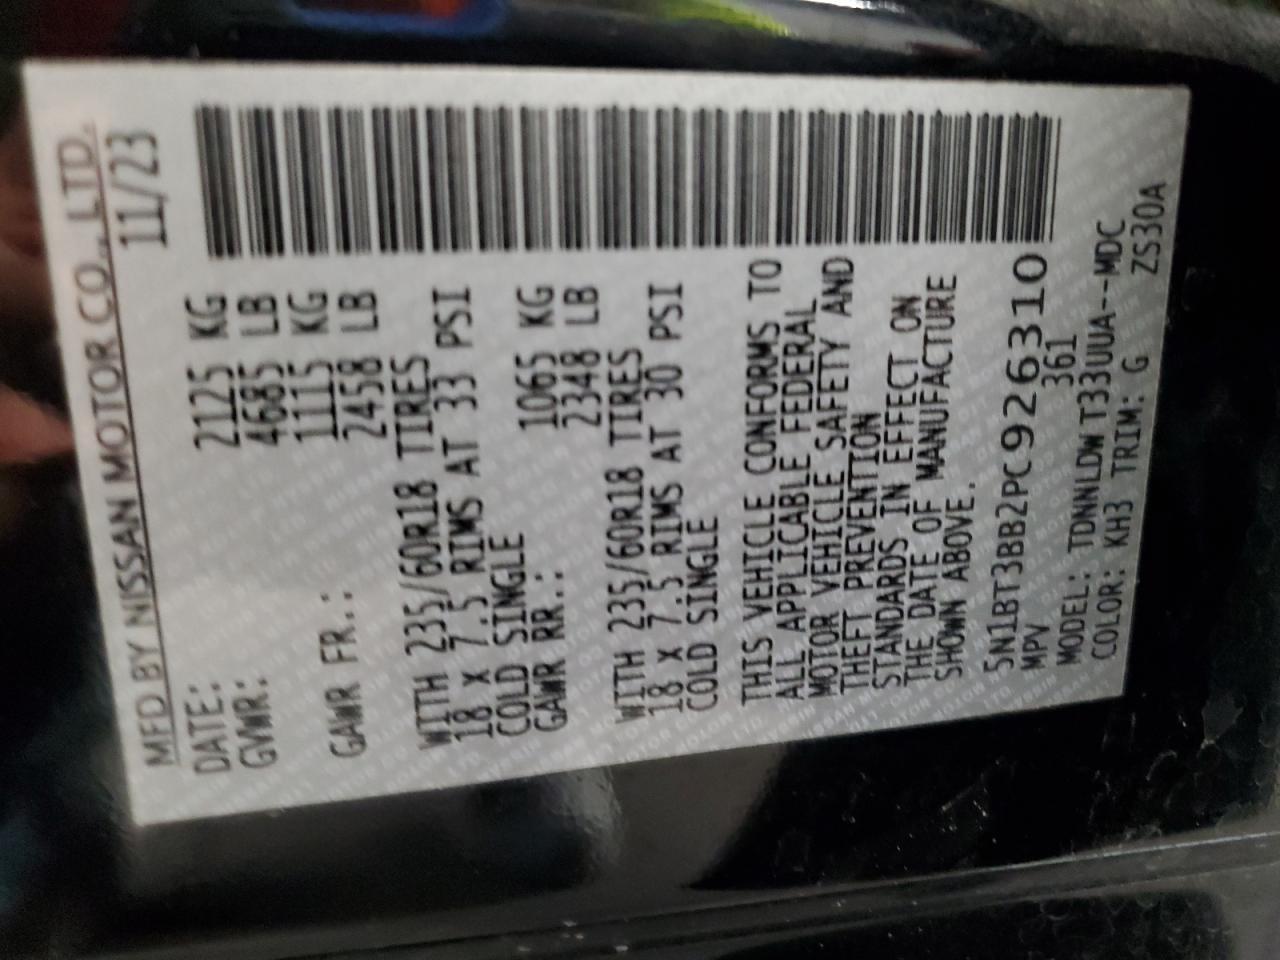 MFD BY NISSAN MOTOR CO., LTD.
DATE: 11/23
GVWR: 2125 KG
4685 LB
1115 KG
GAWR FR.: 2458 LB
WITH 235/60R18 TIRES
18 X 7.5 RIMS AT 33 PSI
COLD SINGLE
GAWR RR.: 1065 KG
2348 LB
WITH 235/60R18 TIRES
18 X 7.5 RIMS AT 30 PSI
COLD SINGLE
THIS VEHICLE CONFORMS TO
ALL APPLICABLE FEDERAL
MOTOR VEHICLE SAFETY AND
THEFT PREVENTION
STANDARDS IN EFFECT ON
THE DATE OF MANUFACTURE
SHOWN ABOVE.
5N1BT3BB2PC926310
MPV 361
MODEL: TDNNLDW T33UUA--MDC
COLOR: KH3 TRIM: G ZS30A